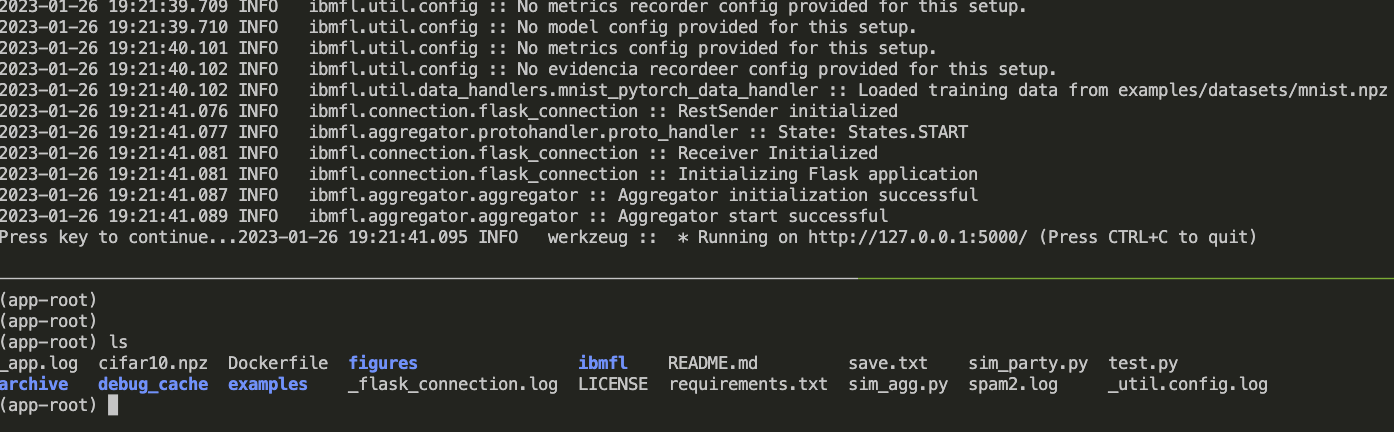 2023-01-26 19:21:39.709 INFO   ibmfl.util.config :: No metrics recorder config provided for this setup.
2023-01-26 19:21:39.710 INFO   ibmfl.util.config :: No model config provided for this setup.
2023-01-26 19:21:40.101 INFO   ibmfl.util.config :: No metrics config provided for this setup.
2023-01-26 19:21:40.102 INFO   ibmfl.util.config :: No evidencia recordeer config provided for this setup.
2023-01-26 19:21:40.102 INFO   ibmfl.util.data_handlers.mnist_pytorch_data_handler :: Loaded training data from examples/datasets/mnist.npz
2023-01-26 19:21:41.076 INFO   ibmfl.connection.flask_connection :: RestSender initialized
2023-01-26 19:21:41.077 INFO   ibmfl.aggregator.protohandler.proto_handler :: State: States.START
2023-01-26 19:21:41.081 INFO   ibmfl.connection.flask_connection :: Receiver Initialized
2023-01-26 19:21:41.081 INFO   ibmfl.connection.flask_connection :: Initializing Flask application
2023-01-26 19:21:41.087 INFO   ibmfl.aggregator.aggregator :: Aggregator initialization successful
2023-01-26 19:21:41.089 INFO   ibmfl.aggregator.aggregator :: Aggregator start successful
Press key to continue...2023-01-26 19:21:41.095 INFO   werkzeug ::  * Running on http://127.0.0.1:5000/ (Press CTRL+C to quit)
(app-root)
(app-root)
(app-root) ls
_app.log  cifar10.npz  Dockerfile  figures                ibmfl    README.md         save.txt    sim_party.py  test.py
archive   debug_cache  examples    _flask_connection.log  LICENSE  requirements.txt  sim_agg.py  spam2.log     _util.config.log
(app-root)